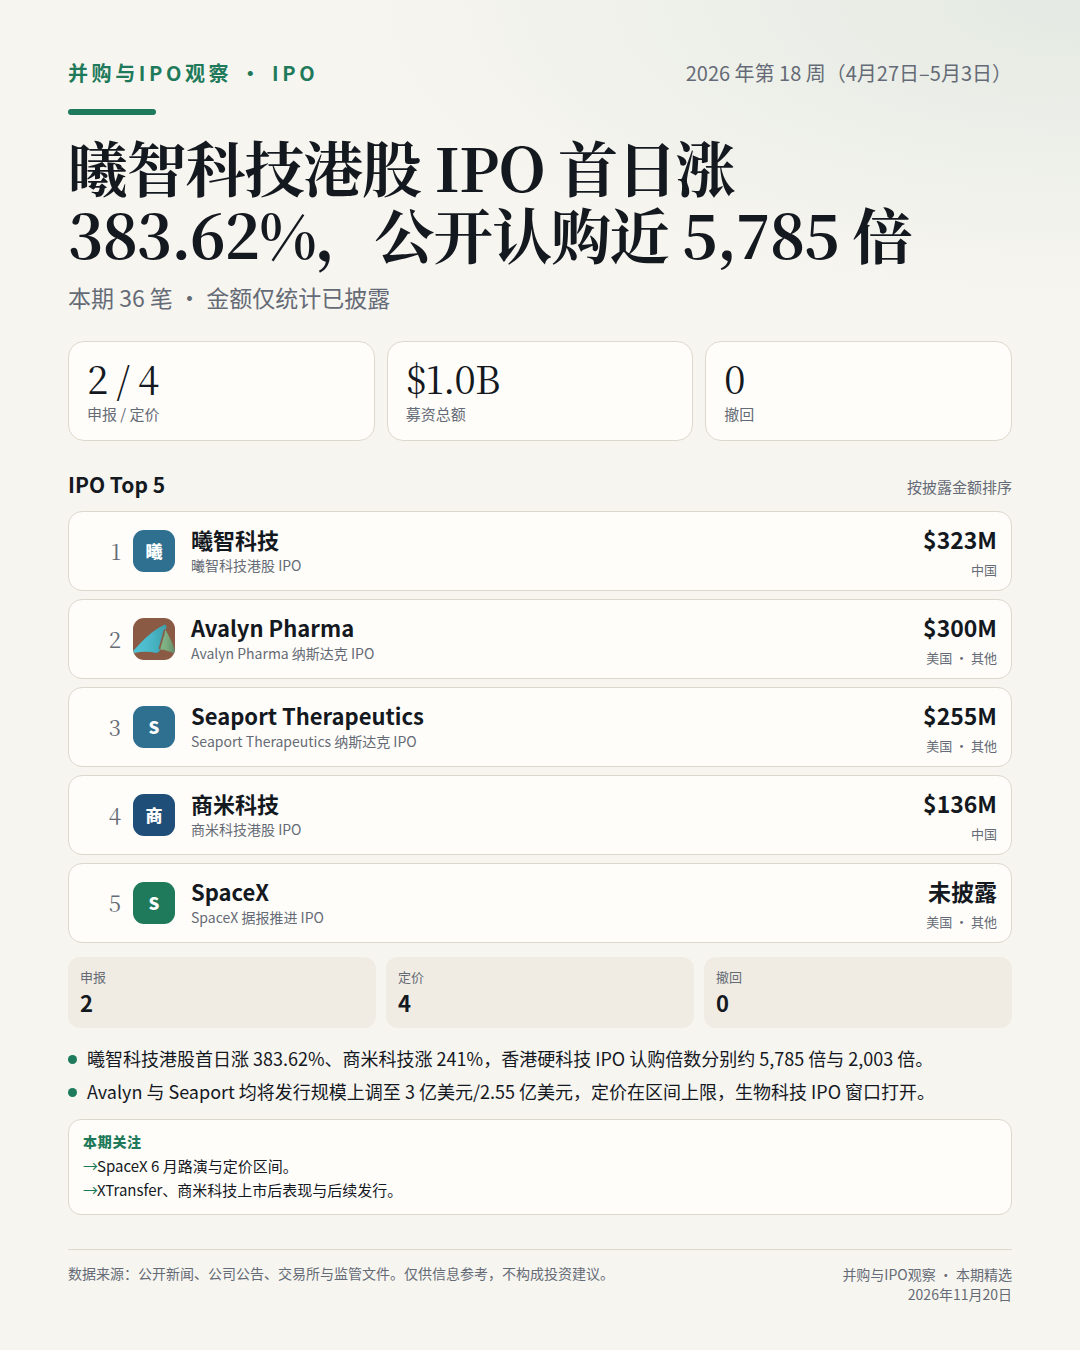 并购与IPO观察 · IPO
2026 年第 18 周（4月27日–5月3日）
曦智科技港股 IPO 首日涨
383.62%，公开认购近 5,785 倍
本期 36 笔 · 金额仅统计已披露
2 / 4
申报 / 定价
$1.0B
募资总额
0
撤回
IPO Top 5
按披露金额排序
1
曦
曦智科技
曦智科技港股 IPO
$323M
中国
2
Avalyn Pharma
Avalyn Pharma 纳斯达克 IPO
$300M
美国 · 其他
3
S
Seaport Therapeutics
Seaport Therapeutics 纳斯达克 IPO
$255M
美国 · 其他
4
商
商米科技
商米科技港股 IPO
$136M
中国
5
S
SpaceX
SpaceX 据报推进 IPO
未披露
美国 · 其他
申报
2
定价
4
撤回
0
曦智科技港股首日涨 383.62%、商米科技涨 241%，香港硬科技 IPO 认购倍数分别约 5,785 倍与 2,003 倍。
Avalyn 与 Seaport 均将发行规模上调至 3 亿美元/2.55 亿美元，定价在区间上限，生物科技 IPO 窗口打开。
本期关注
→SpaceX 6 月路演与定价区间。
→XTransfer、商米科技上市后表现与后续发行。
数据来源：公开新闻、公司公告、交易所与监管文件。仅供信息参考，不构成投资建议。
并购与IPO观察 · 本期精选
2026年11月20日